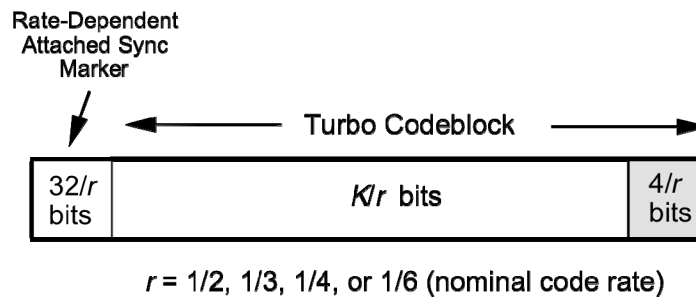 Rate-Dependent
Attached Sync
Marker
Turbo Codeblock
32/r
bits
K/r bits
4/r
bits
r = 1/2, 1/3, 1/4, or 1/6 (nominal code rate)